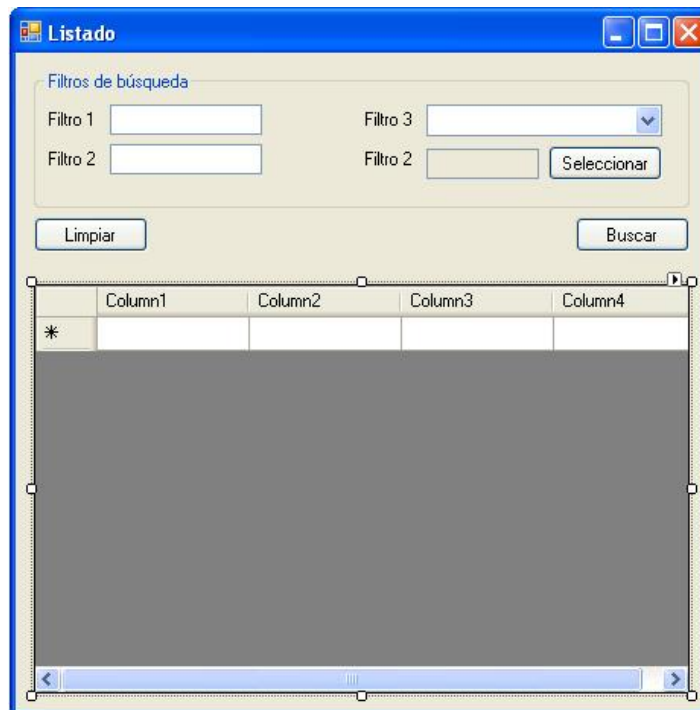 Listado
Filtros de búsqueda
Filtro 1
Filtro 3
Filtro 2
Filtro 2
Seleccionar
Limpiar
Buscar
Column1 Column2 Column3 Column4